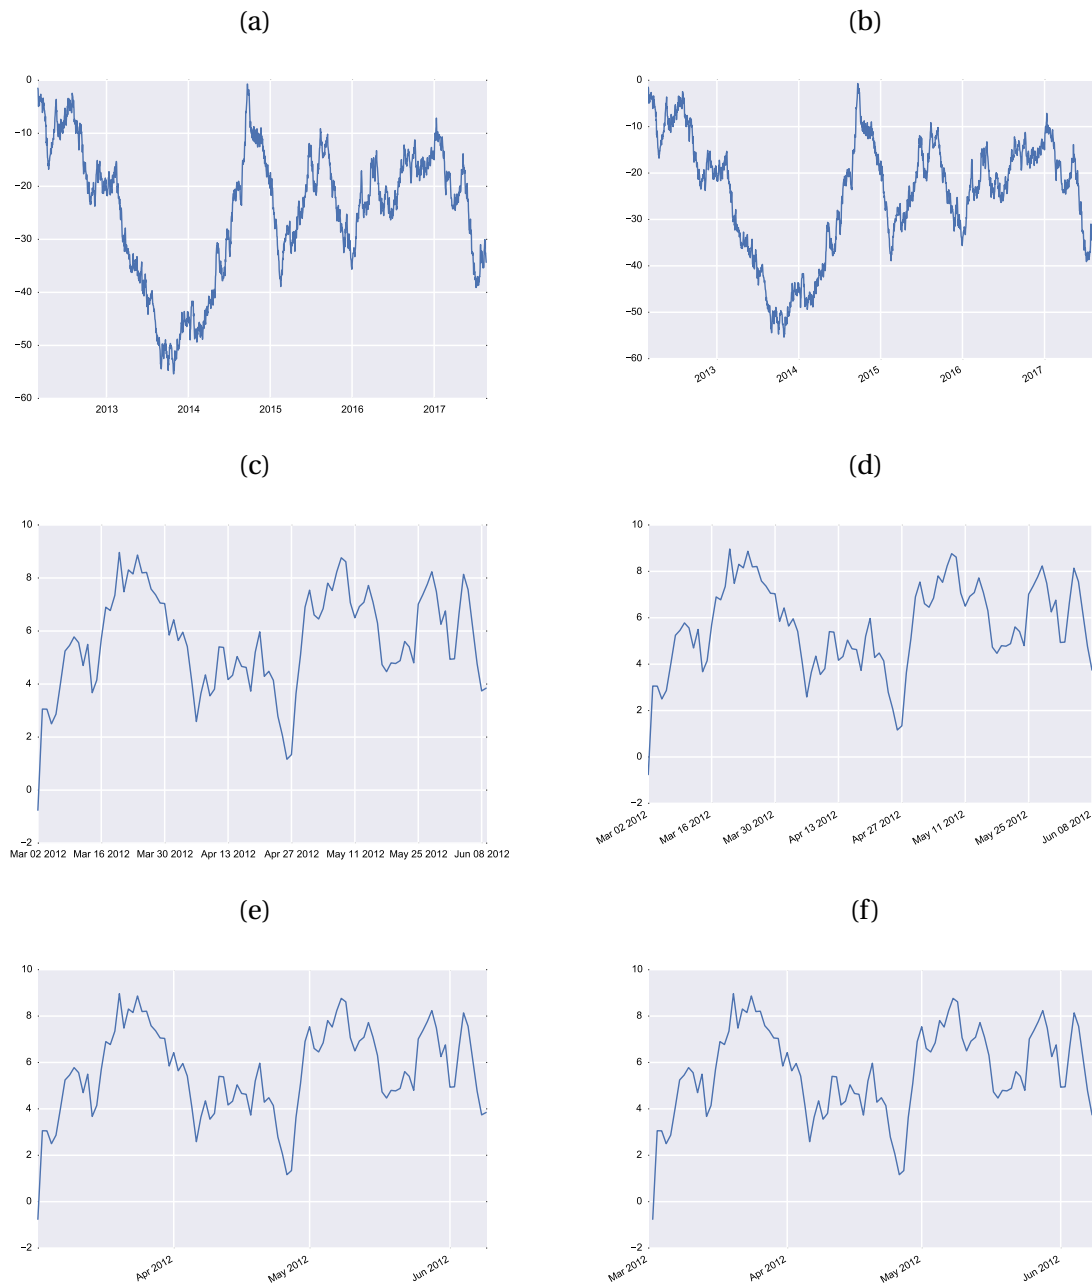 (a)
(b)
0
−10
−20
−30
−40
−50
−60
2013
2014
2015
2016
2017
0
−10
−20
−30
−40
−50
−60
2013
2014
2015
2016
2017
(c)
(d)
10
8
6
4
2
0
−2
Mar 02 2012
Mar 16 2012
Mar 30 2012
Apr 13 2012
Apr 27 2012
May 11 2012
May 25 2012
Jun 08 2012
10
8
6
4
2
0
−2
Mar 02 2012
Mar 16 2012
Mar 30 2012
Apr 13 2012
Apr 27 2012
May 11 2012
May 25 2012
Jun 08 2012
(e)
(f)
10
8
6
4
2
0
−2
Apr 2012
May 2012
Jun 2012
10
8
6
4
2
0
−2
Mar 2012
Apr 2012
May 2012
Jun 2012